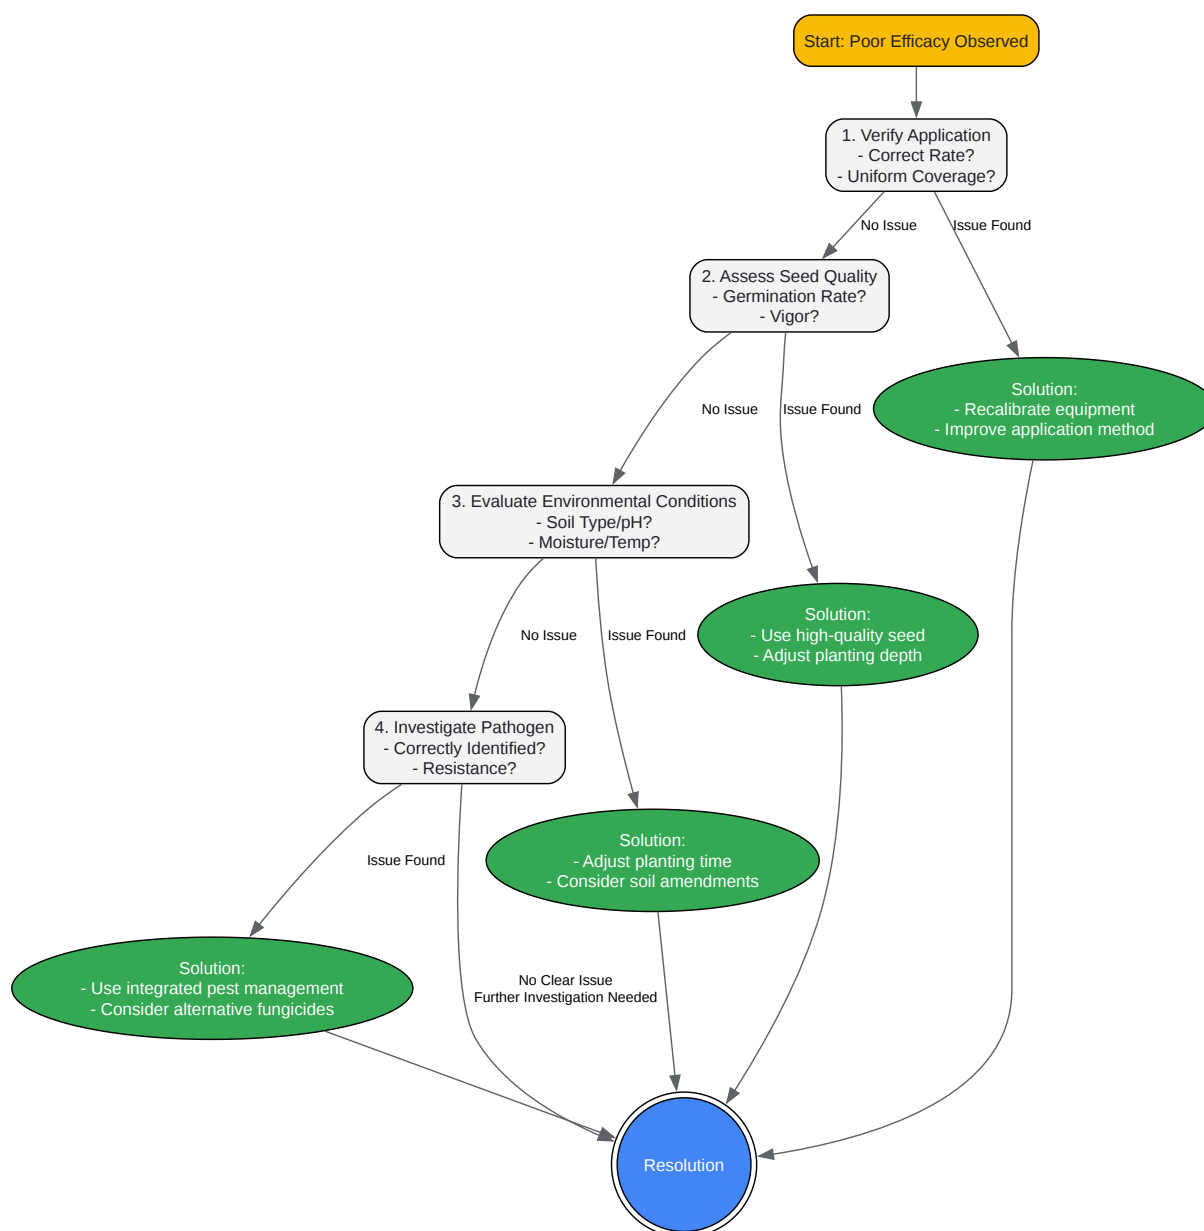 Start: Poor Efficacy Observed
1. Verify Application
- Correct Rate?
- Uniform Coverage?
No Issue
Issue Found
2. Assess Seed Quality
- Germination Rate?
- Vigor?
Solution:
- Recalibrate equipment
- Improve application method
No Issue
Issue Found
3. Evaluate Environmental Conditions
- Soil Type/pH?
- Moisture/Temp?
Solution:
- Use high-quality seed
- Adjust planting depth
No Issue
Issue Found
4. Investigate Pathogen
- Correctly Identified?
- Resistance?
Solution:
- Adjust planting time
- Consider soil amendments
Issue Found
No Clear Issue
Further Investigation Needed
Solution:
- Use integrated pest management
- Consider alternative fungicides
Resolution